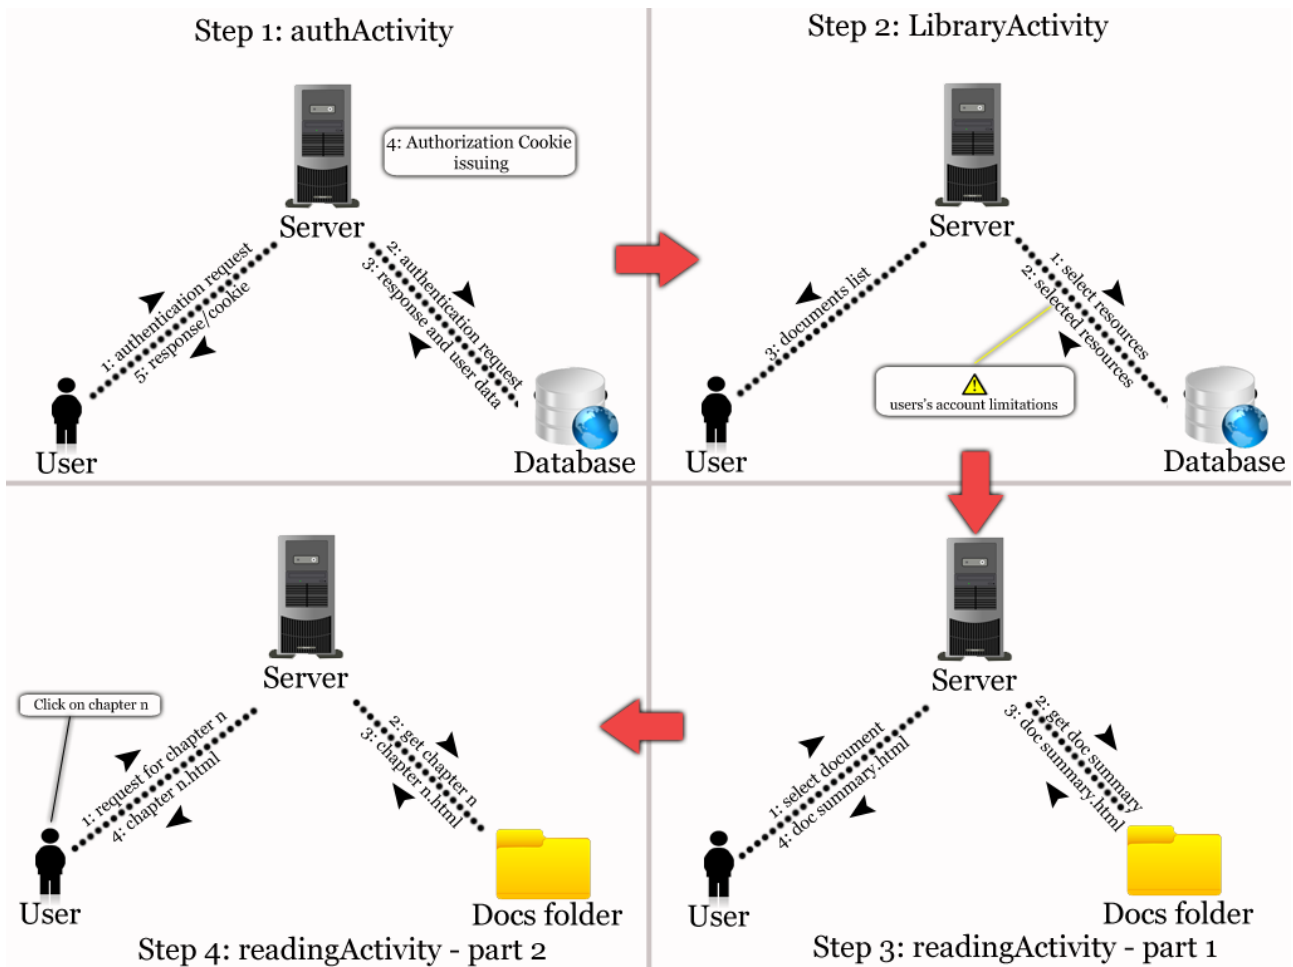 Step 1: authActivity
4: Authorization Cookie
issuing
Server
1: authentication request
5: response/cookie
2: authentication request
3: response and user data
User
Database
Step 2: LibraryActivity
Server
3: documents list
1: select resources
2: selected resources
users's account limitations
User
Database
Server
Click on chapter n
1: request for chapter n
4: chapter n.html
2: get chapter n
3: chapter n.html
User
Docs folder
Step 4: readingActivity - part 2
Server
1: select document
4: doc summary.html
2: get doc summary
3: doc summary.html
User
Docs folder
Step 3: readingActivity - part 1